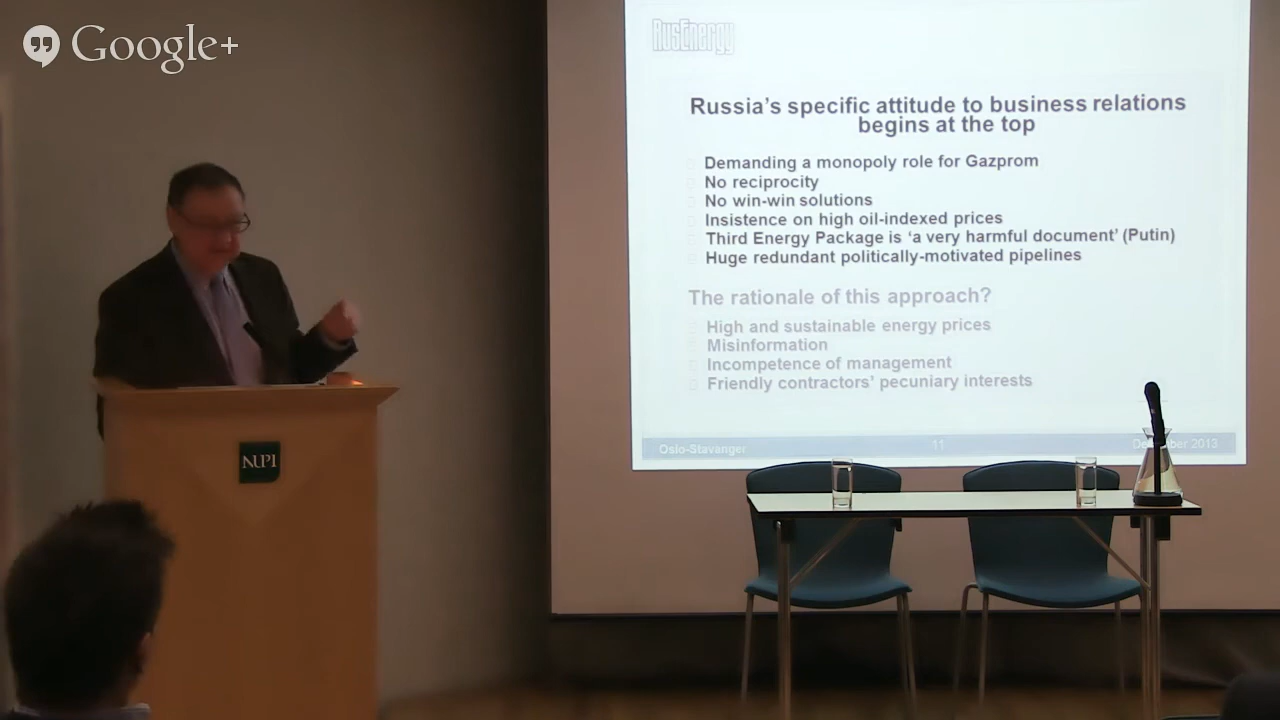 Google+
RusEnergy
Russia's specific attitude to business relations
begins at the top
Demanding a monopoly role for Gazprom
No reciprocity
No win-win solutions
Insistence on high oil-indexed prices
Third Energy Package is 'a very harmful document' (Putin)
Huge redundant politically-motivated pipelines
The rationale of this approach?
High and sustainable energy prices
Misinformation
Incompetence of management
Friendly contractors' pecuniary interests
Oslo-Stavanger 11 2013
NUPI